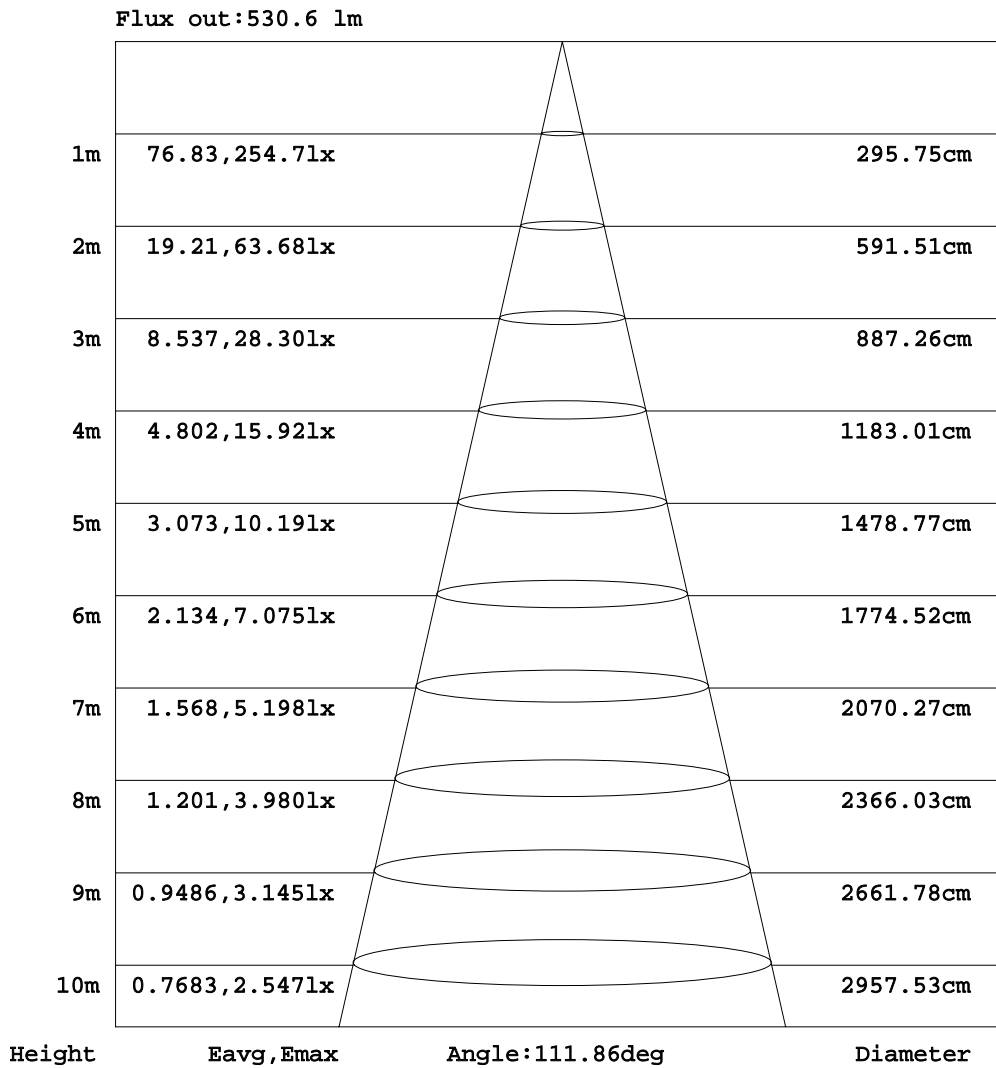 Flux out:530.6 lm
1m 76.83,254.7lx 295.75cm
2m 19.21,63.68lx 591.51cm
3m 8.537,28.30lx 887.26cm
4m 4.802,15.92lx 1183.01cm
5m 3.073,10.19lx 1478.77cm
6m 2.134,7.075lx 1774.52cm
7m 1.568,5.198lx 2070.27cm
8m 1.201,3.980lx 2366.03cm
9m 0.9486,3.145lx 2661.78cm
10m 0.7683,2.547lx 2957.53cm
Height Eavg,Emax Angle:111.86deg Diameter